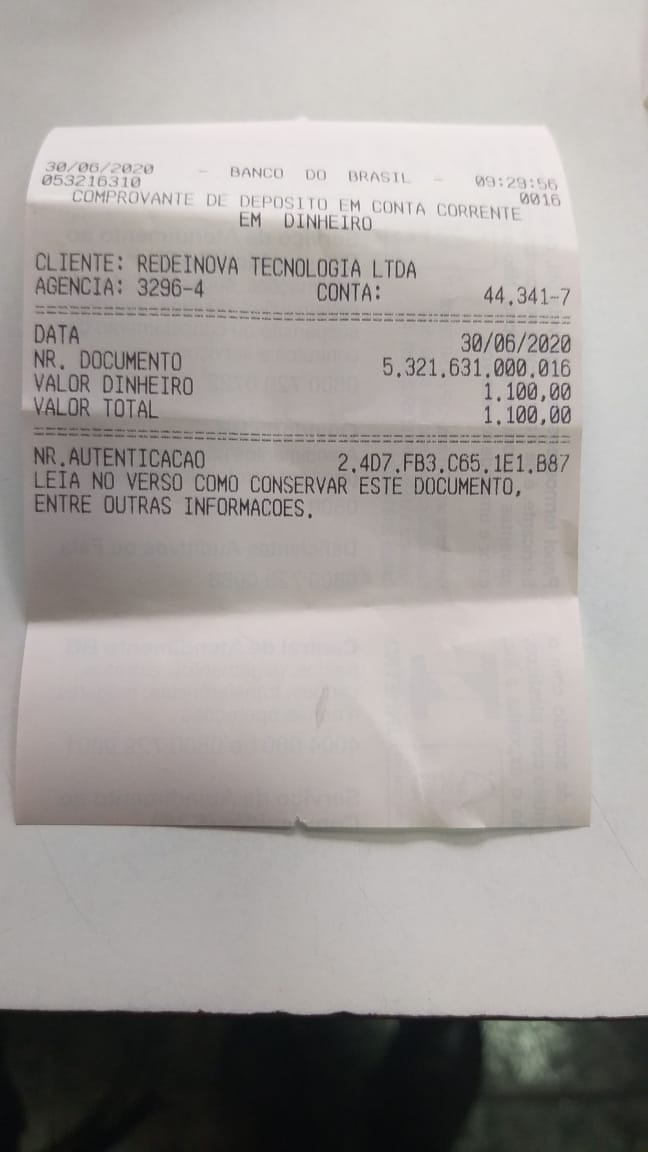 30/06/2020 - BANCO DO BRASIL - 09:29:56
053216310 0016
COMPROVANTE DE DEPOSITO EM CONTA CORRENTE
EM DINHEIRO
CLIENTE: REDEINOVA TECNOLOGIA LTDA
AGENCIA: 3296-4 CONTA: 44.341-7
DATA 30/06/2020
NR. DOCUMENTO 5.321.631.000.016
VALOR DINHEIRO 1.100,00
VALOR TOTAL 1.100,00
NR.AUTENTICACAO 2.4D7.FB3.C65.1E1.B87
LEIA NO VERSO COMO CONSERVAR ESTE DOCUMENTO,
ENTRE OUTRAS INFORMACOES.